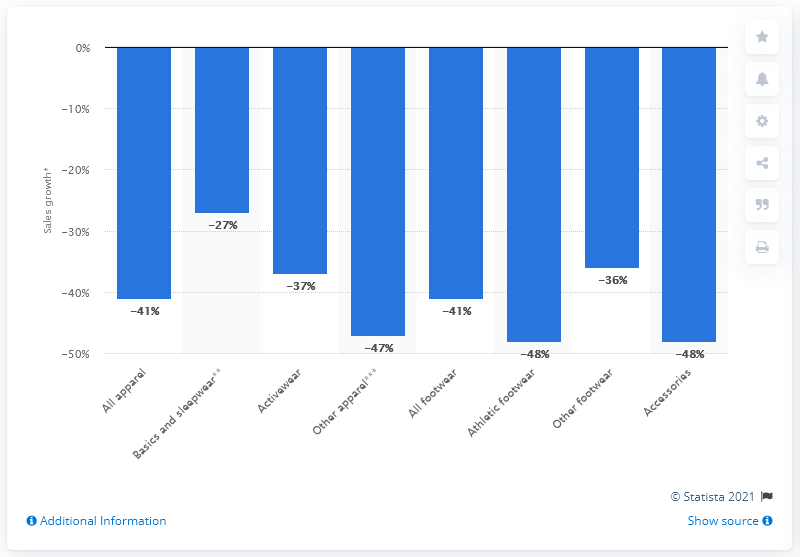 0%
−10%
−20%
−30%
−40%
−50%
Sales growth*
−41%
−27%
−37%
−47%
−41%
−48%
−36%
−48%
All apparel
Basics and sleepwear**
Activewear
Other apparel***
All footwear
Athletic footwear
Other footwear
Accessories
© Statista 2021
Additional Information
Show source